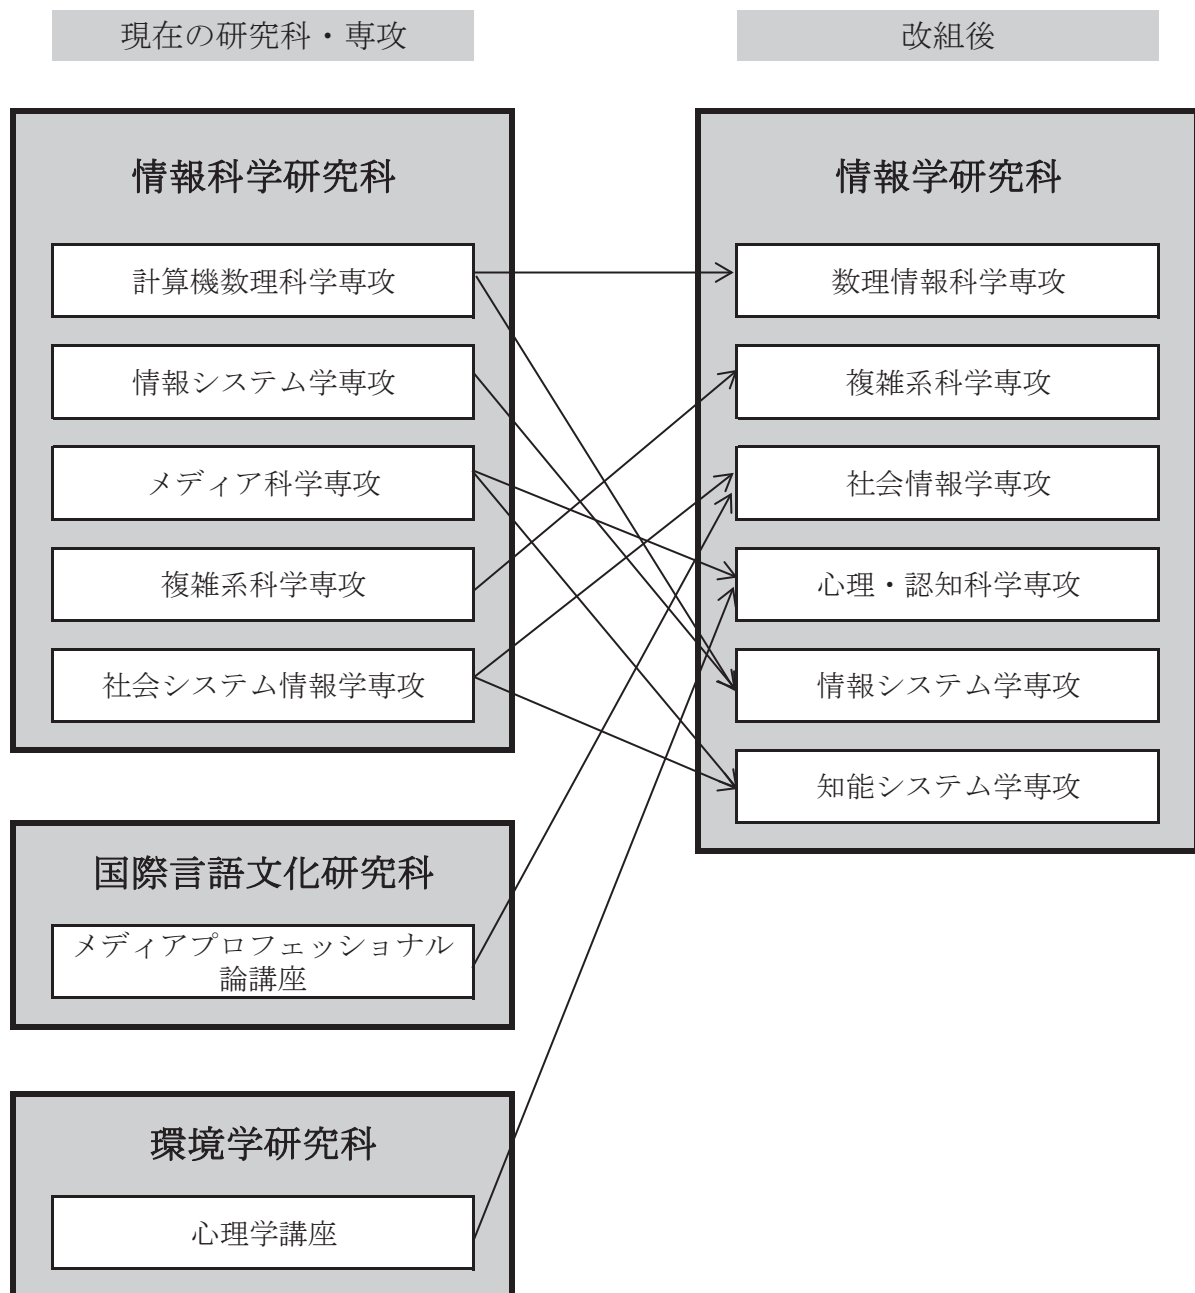 現在の研究科・専攻
改組後
情報科学研究科
計算機数理科学専攻
情報システム学専攻
メディア科学専攻
複雑系科学専攻
社会システム情報学専攻
国際言語文化研究科
メディアプロフェッショナル
論講座
環境学研究科
心理学講座
情報学研究科
数理情報科学専攻
複雑系科学専攻
社会情報学専攻
心理・認知科学専攻
情報システム学専攻
知能システム学専攻